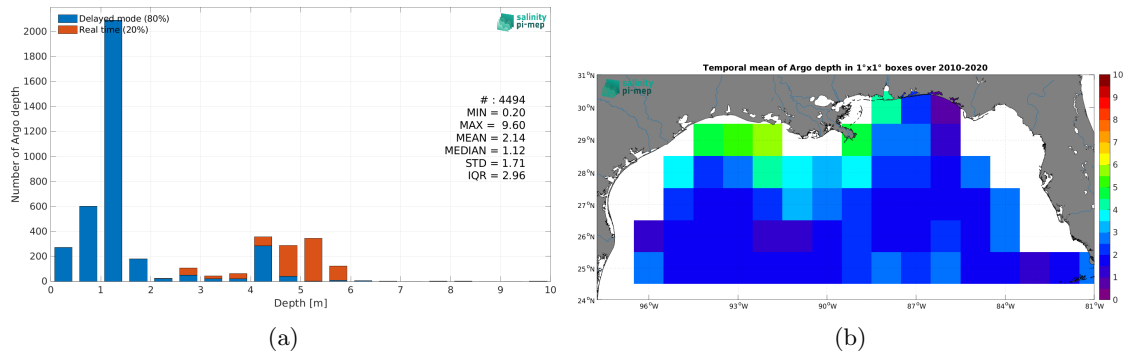 Delayed mode (80%)
Real time (20%)
salinity
pi-mep
2000
1800
1600
1400
1200
1000
800
600
400
200
0
Number of Argo depth
# : 4494
MIN = 0.20
MAX = 9.60
MEAN = 2.14
MEDIAN = 1.12
STD = 1.71
IQR = 2.96
0 1 2 3 4 5 6 7 8 9 10
Depth [m]
(a)
Temporal mean of Argo depth in 1°x1° boxes over 2010-2020
salinity
pi-mep
31°N
30°N
29°N
28°N
27°N
26°N
25°N
24°N
96°W 93°W 90°W 87°W 84°W 81°W
10
9
8
7
6
5
4
3
2
1
0
(b)